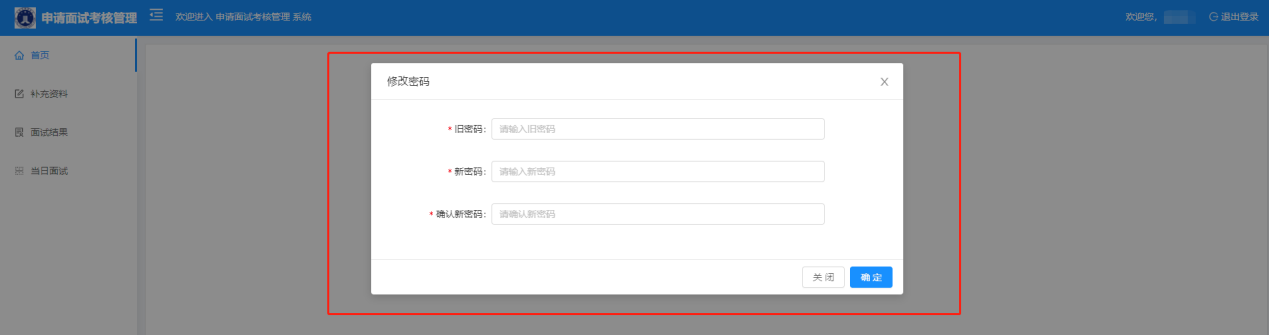 申请面试考核管理 欢迎进入 申请面试考核管理 系统 欢迎您, 退出登录
首页
补充资料
面试结果
当日面试
修改密码
* 旧密码: 请输入旧密码
* 新密码: 请输入新密码
* 确认新密码: 请确认新密码
关 闭 确 定